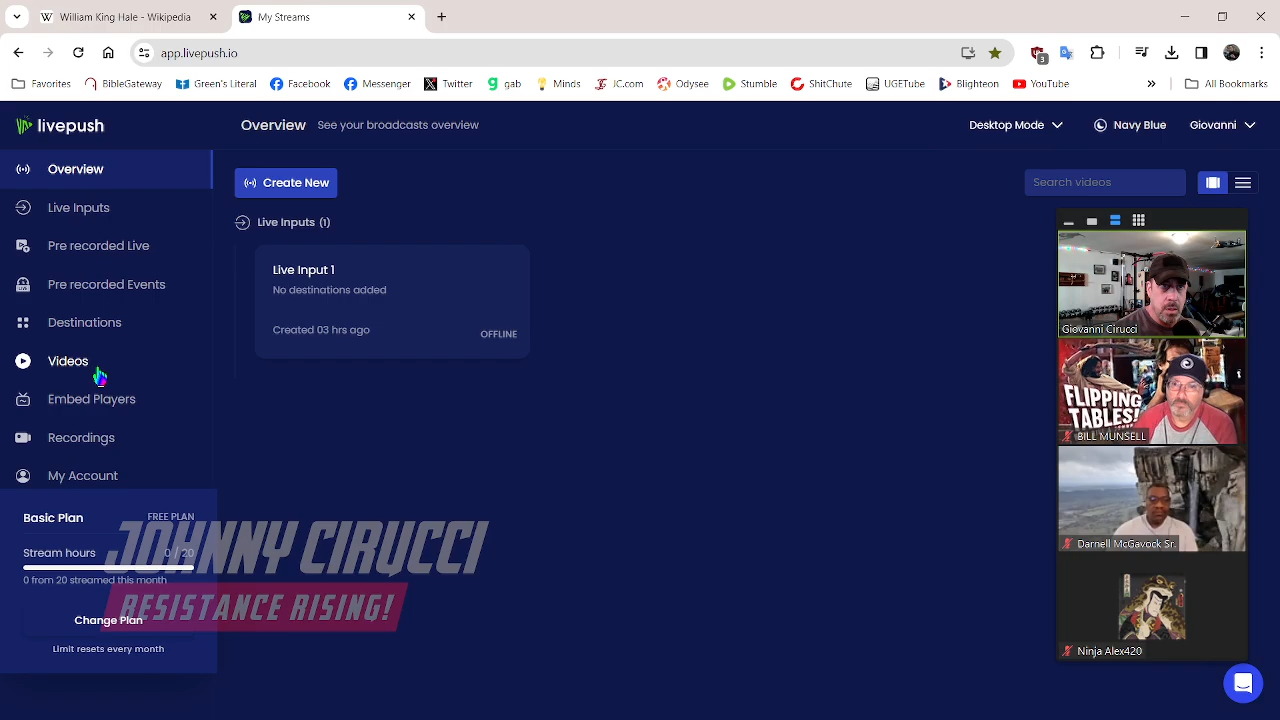 William King Hale - Wikipedia
My Streams
app.livepush.io
3
Favorites BibleGateway Green's Literal Facebook Messenger Twitter gab Minds JC.com Odysee Stumble ShitChute UGETube Blighteon YouTube » All Bookmarks
livepush
Overview See your broadcasts overview
Desktop Mode
Navy Blue
Giovanni
Overview
Live Inputs
Pre recorded Live
Pre recorded Events
Destinations
Videos
Embed Players
Recordings
My Account
Basic Plan FREE PLAN
Stream hours 0 / 20
0 from 20 streamed this month
Change Plan
Limit resets every month
Create New
Search videos
Live Inputs (1)
Live Input 1
No destinations added
Created 03 hrs ago OFFLINE
JOHNNY CIRUCCI
RESISTANCE RISING!
Giovanni Cirucci
FLIPPING
TABLES!
BILL MUNSELL
Darnell McGavock Sr.
Ninja Alex420